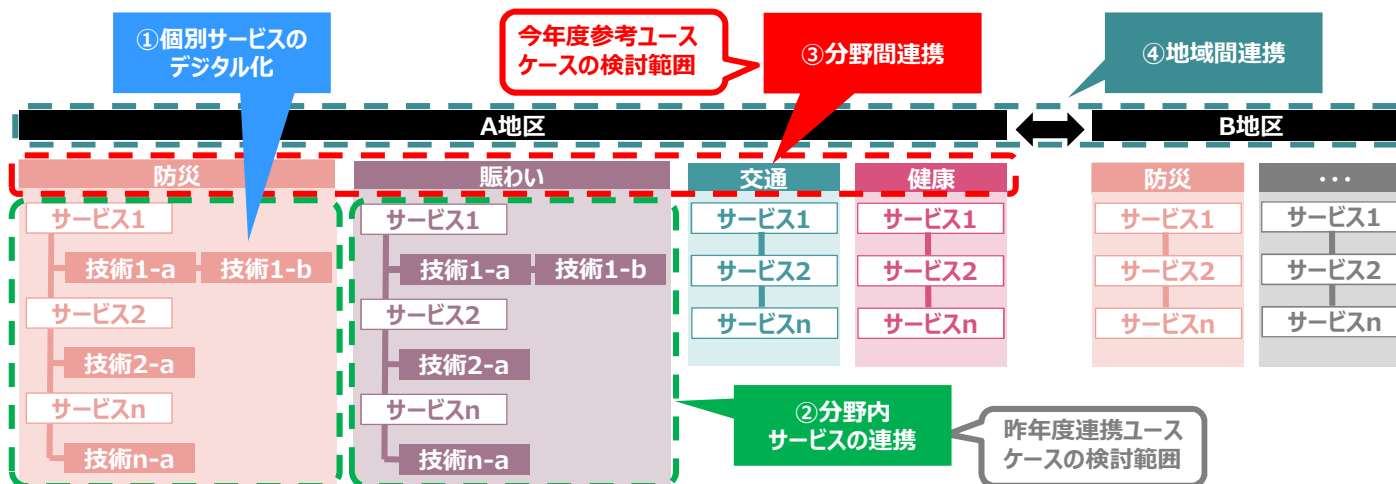 ①個別サービスの
デジタル化
今年度参考ユース
ケースの検討範囲
③分野間連携
④地域間連携
A地区
B地区
防災
サービス1
技術1-a
技術1-b
サービス2
技術2-a
サービスn
技術n-a
賑わい
サービス1
技術1-a
技術1-b
サービス2
技術2-a
サービスn
技術n-a
交通
サービス1
サービス2
サービスn
健康
サービス1
サービス2
サービスn
防災
サービス1
サービス2
サービスn
・・・
サービス1
サービス2
サービスn
②分野内
サービスの連携
昨年度連携ユース
ケースの検討範囲